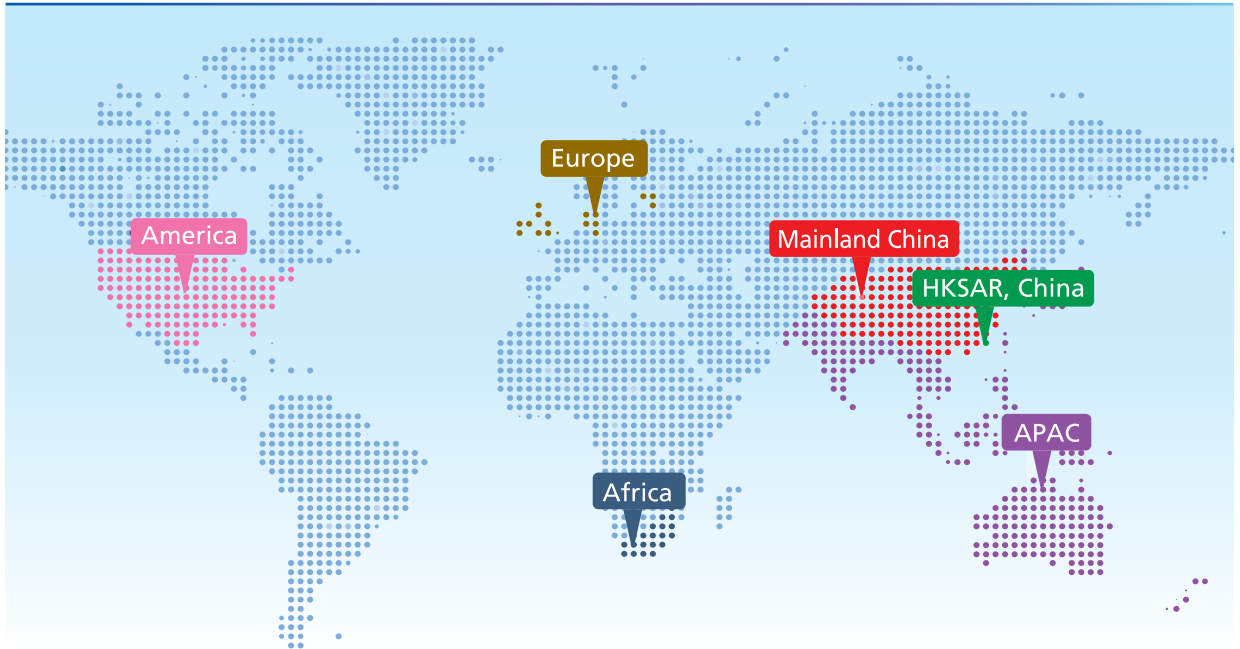 Europe
America
Mainland China
HKSAR, China
APAC
Africa